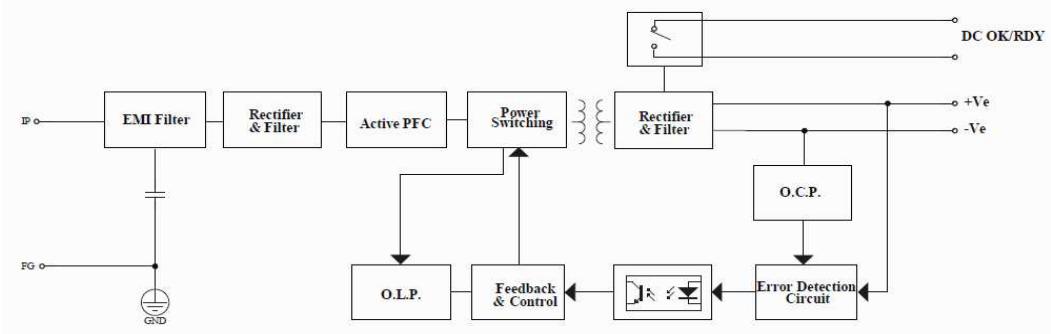 DC OK/RDY
IP
EMI Filter
Rectifier
& Filter
Active PFC
Power
Switching
Rectifier
& Filter
+Ve
-Ve
O.C.P.
FG
O.L.P.
Feedback
& Control
Error Detection
Circuit
GND